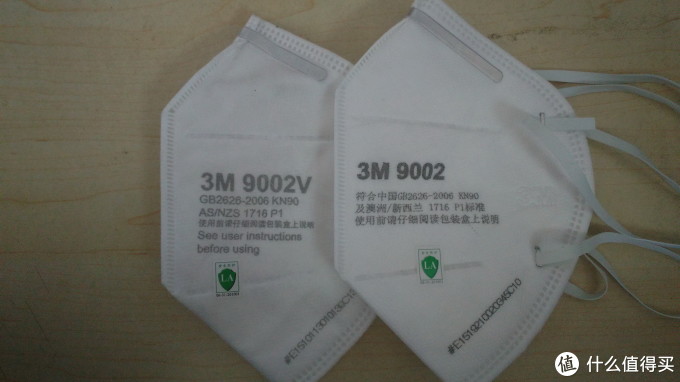 3M 9002V
GB2626-2006 KN90
AS/NZS 1716 P1
使用前请仔细阅读包装盒上说明
See user instructions
before using
LA
3M 9002
符合中国GB2626-2006 KN90
及澳洲/新西兰 1716 P1标准
使用前请仔细阅读包装盒上说明
LA
值 什么值得买